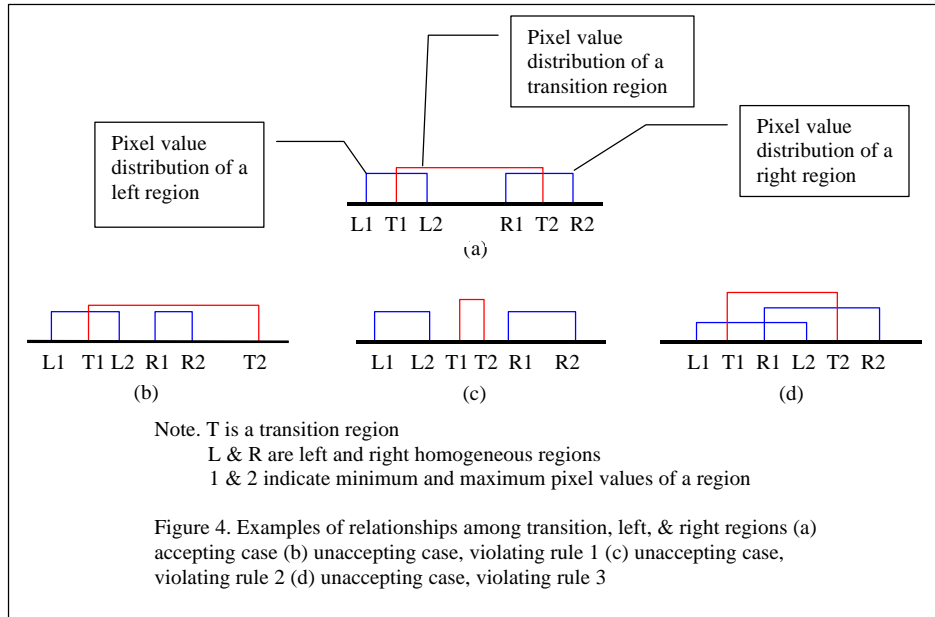 Pixel value
distribution of a
transition region
Pixel value
distribution of a
left region
Pixel value
distribution of a
right region
L1 T1 L2 R1 T2 R2
(a)
L1 T1 L2 R1 R2 T2
(b)
L1 L2 T1 T2 R1 R2
(c)
L1 T1 R1 L2 T2 R2
(d)
Note. T is a transition region
L & R are left and right homogeneous regions
1 & 2 indicate minimum and maximum pixel values of a region
Figure 4. Examples of relationships among transition, left, & right regions (a)
accepting case (b) unaccepting case, violating rule 1 (c) unaccepting case,
violating rule 2 (d) unaccepting case, violating rule 3